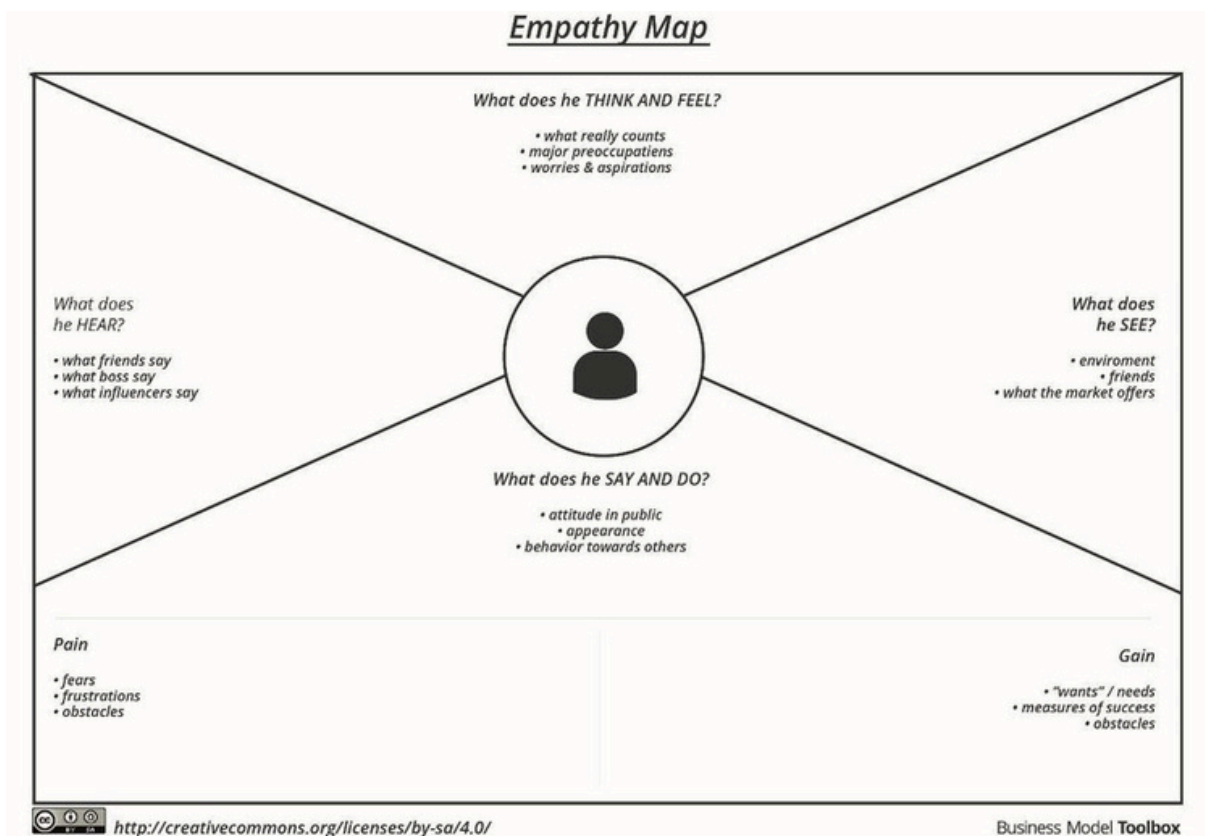 Empathy Map
What does he THINK AND FEEL?
• what really counts
• major preoccupatiens
• worries & aspirations
What does
he HEAR?
• what friends say
• what boss say
• what influencers say
What does
he SEE?
• enviroment
• friends
• what the market offers
What does he SAY AND DO?
• attitude in public
• appearance
• behavior towards others
Pain
• fears
• frustrations
• obstacles
Gain
• "wants" / needs
• measures of success
• obstacles
cc
BY SA
http://creativecommons.org/licenses/by-sa/4.0/
Business Model Toolbox